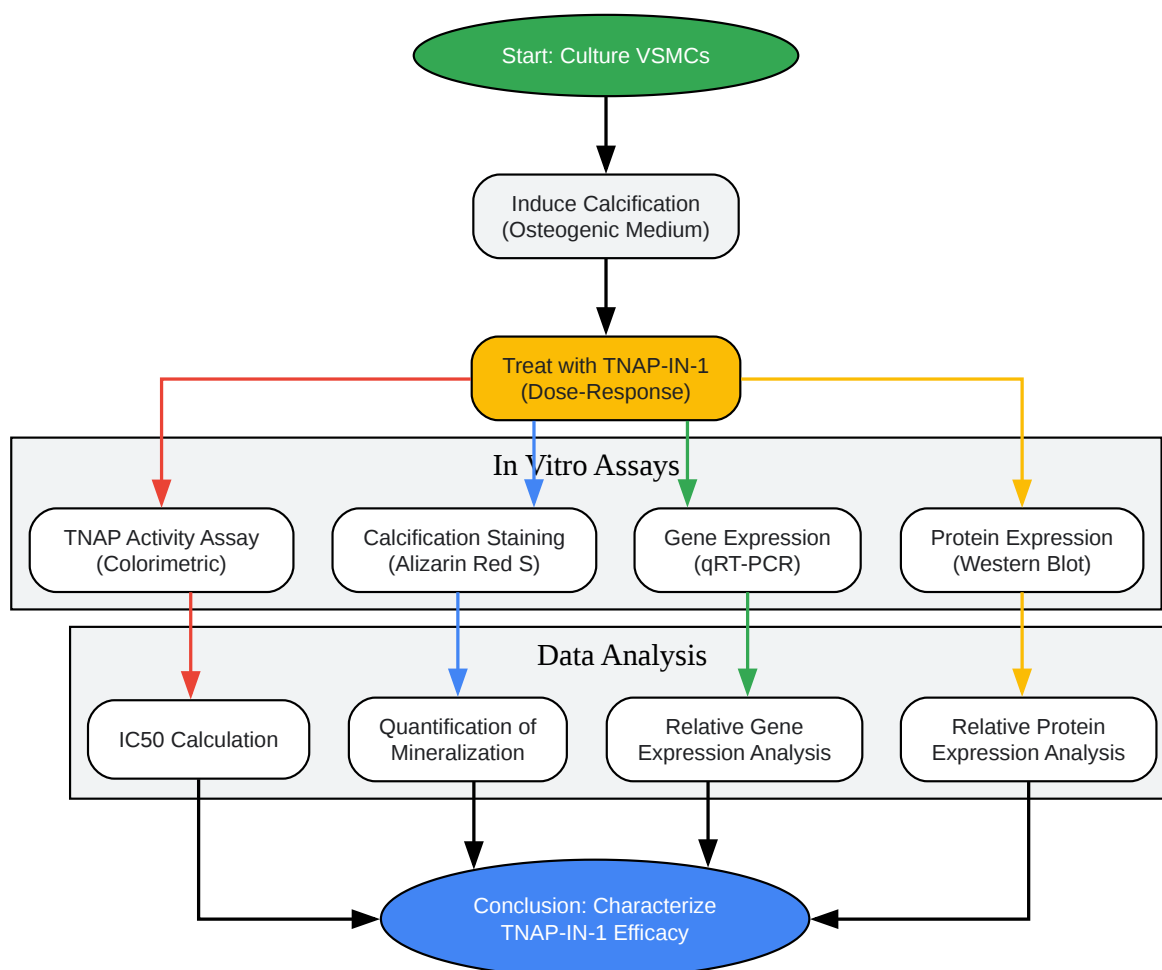 Start: Culture VSMCs
Induce Calcification
(Osteogenic Medium)
Treat with TNAP-IN-1
(Dose-Response)
In Vitro Assays
TNAP Activity Assay
(Colorimetric)
Calcification Staining
(Alizarin Red S)
Gene Expression
(qRT-PCR)
Protein Expression
(Western Blot)
Data Analysis
IC50 Calculation
Quantification of
Mineralization
Relative Gene
Expression Analysis
Relative Protein
Expression Analysis
Conclusion: Characterize
TNAP-IN-1 Efficacy